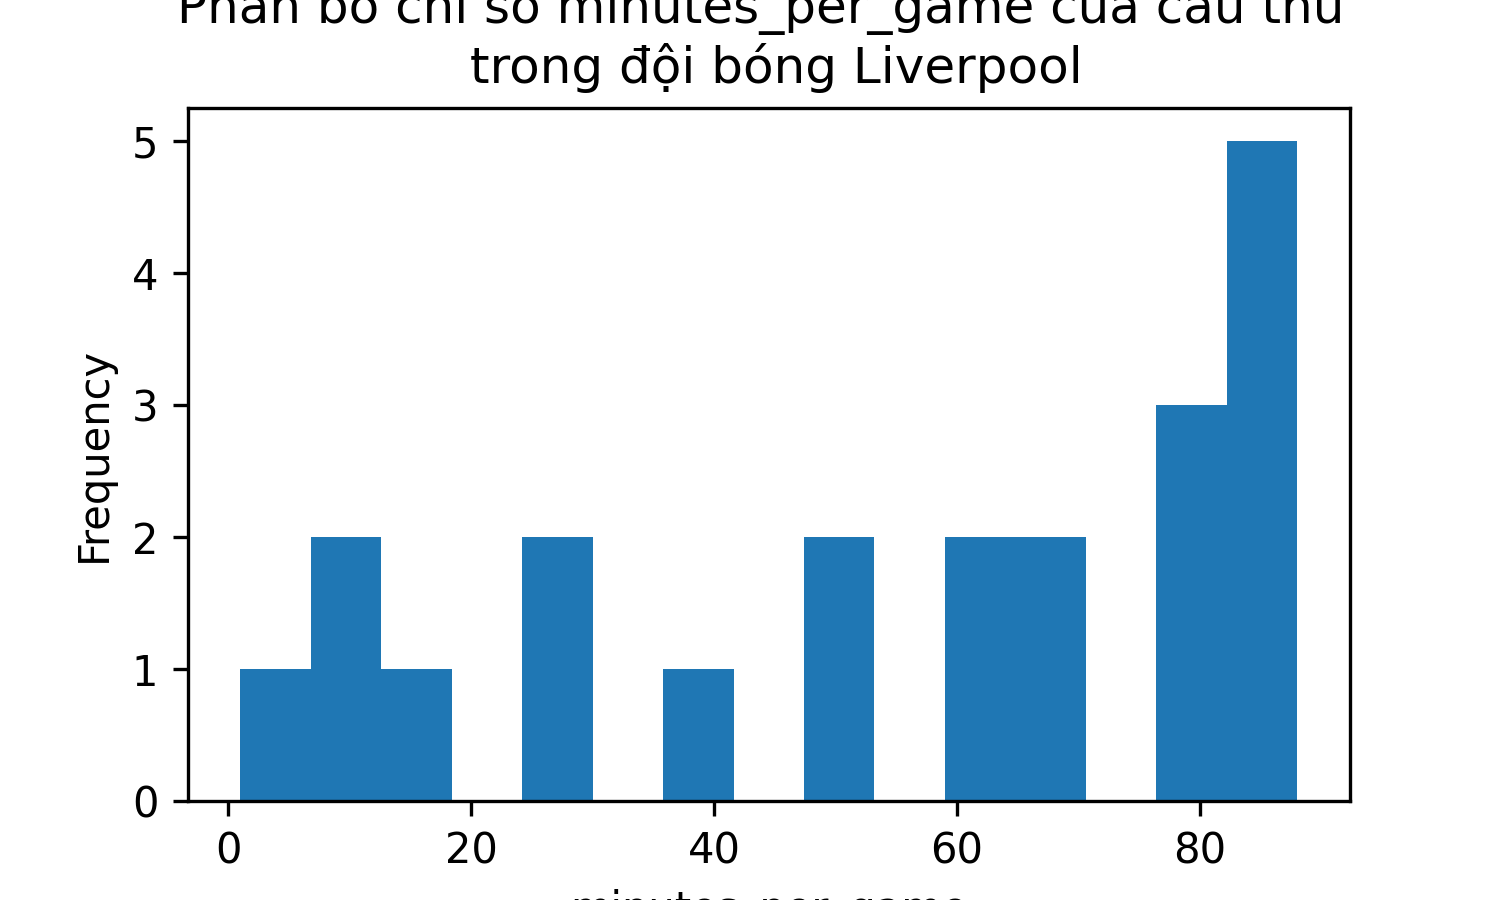 Phân bố chỉ số minutes_per_game của cầu thủ
trong đội bóng Liverpool
5
4
3
2
1
0
Frequency
0 20 40 60 80
minutes_per_game